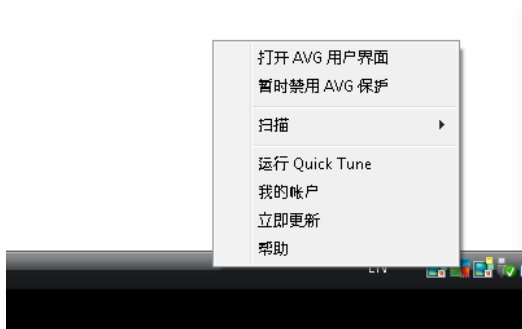 打开 AVG 用户界面
暂时禁用 AVG 保护
扫描
运行 Quick Tune
我的帐户
立即更新
帮助
EN